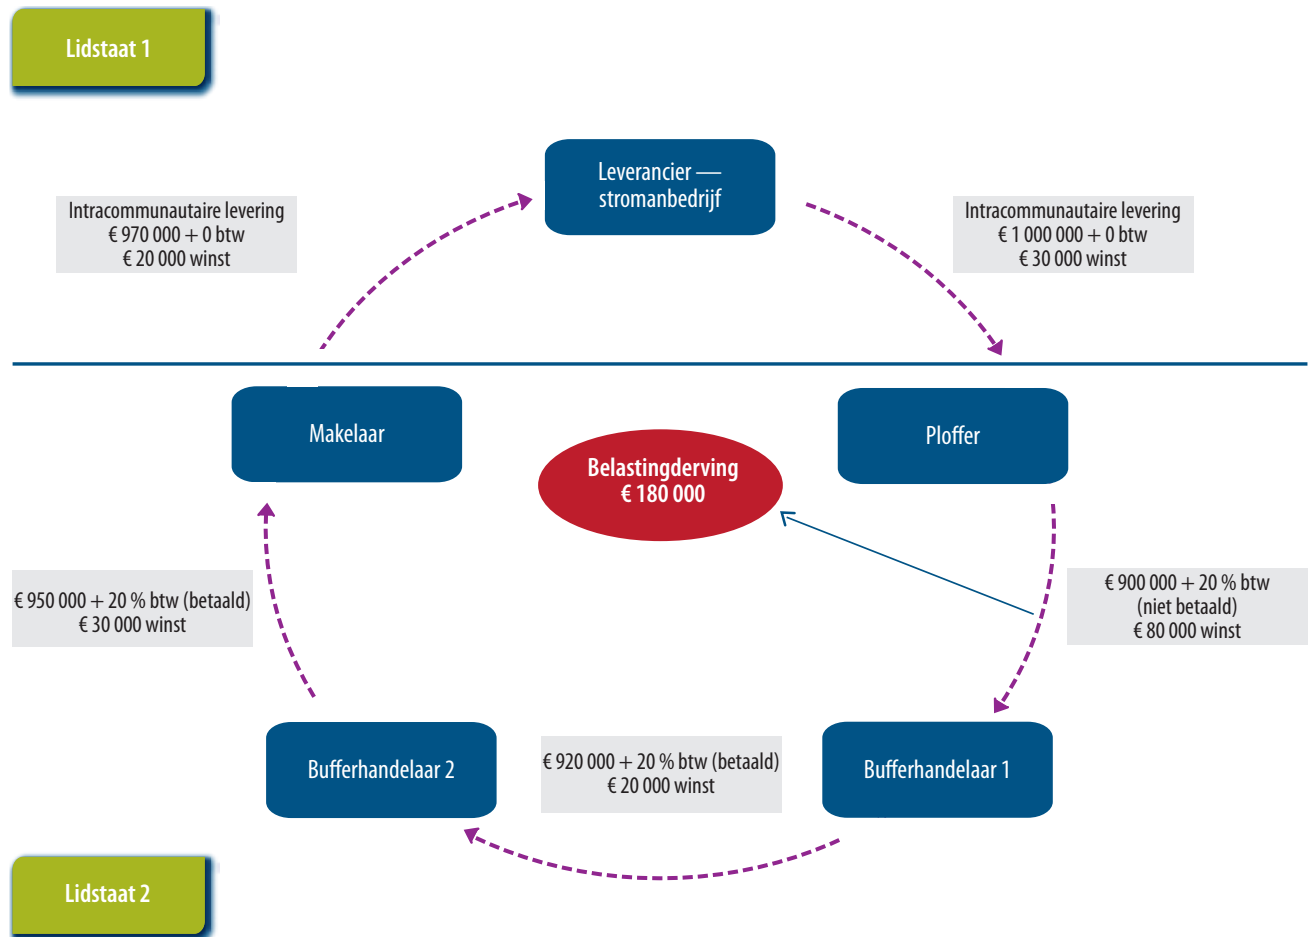 Lidstaat 1
Leverancier —
stromanbedrijf
Intracommunautaire levering
€ 970 000 + 0 btw
€ 20 000 winst
Intracommunautaire levering
€ 1 000 000 + 0 btw
€ 30 000 winst
Makelaar
Belastingderving
€ 180 000
Ploffer
€ 950 000 + 20 % btw (betaald)
€ 30 000 winst
€ 900 000 + 20 % btw
(niet betaald)
€ 80 000 winst
Bufferhandelaar 2
€ 920 000 + 20 % btw (betaald)
€ 20 000 winst
Bufferhandelaar 1
Lidstaat 2